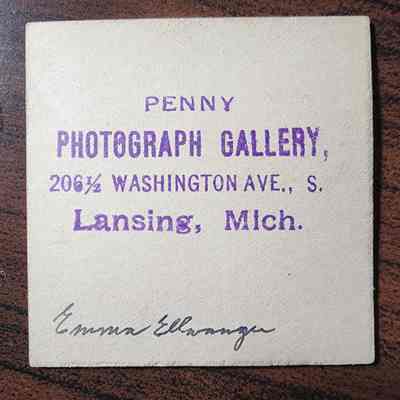 PENNY
PHOTOGRAPH GALLERY,
206½ WASHINGTON AVE., S.
Lansing, Mich.
Emma Ellwanger